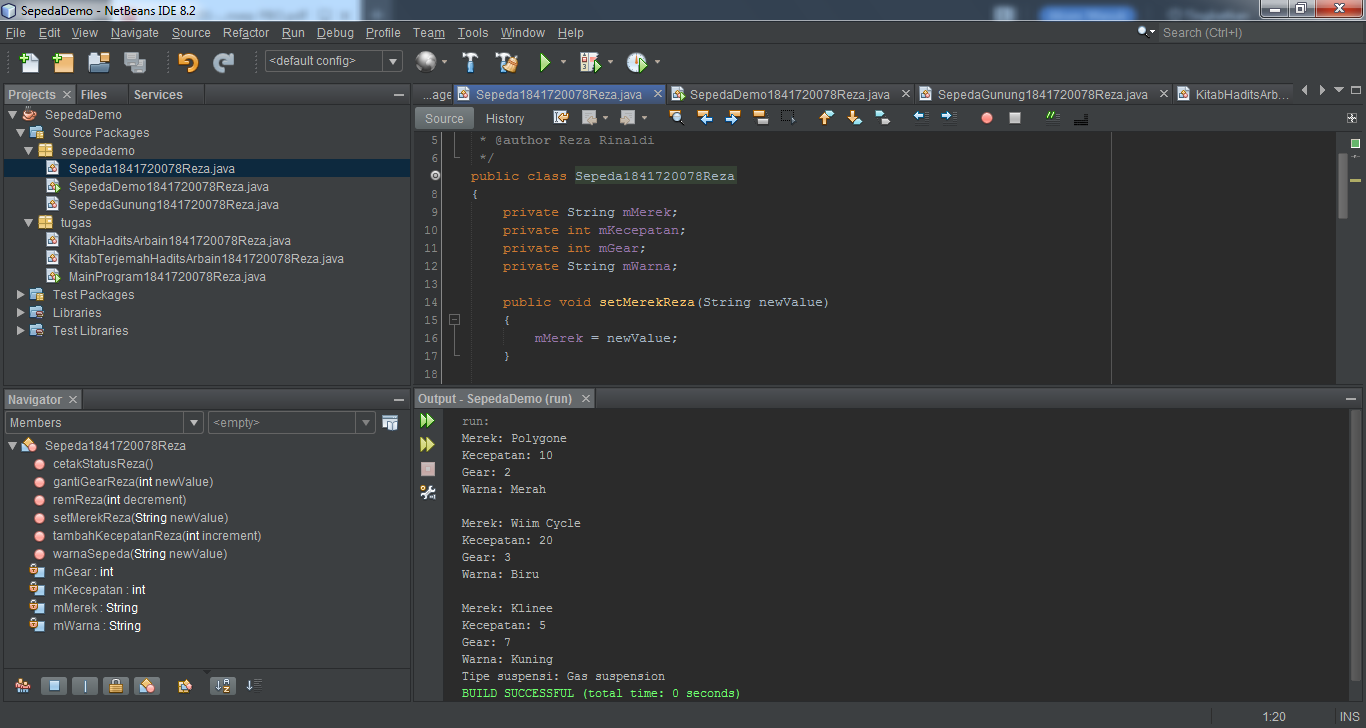 SepedaDemo - NetBeans IDE 8.2
File Edit View Navigate Source Refactor Run Debug Profile Team Tools Window Help
Search (Ctrl+I)
<default config>
Projects Files Services
SepedaDemo
Source Packages
sepedademo
Sepeda1841720078Reza.java
SepedaDemo1841720078Reza.java
SepedaGunung1841720078Reza.java
tugas
KitabHaditsArbain1841720078Reza.java
KitabTerjemahHaditsArbain1841720078Reza.java
MainProgram1841720078Reza.java
Test Packages
Libraries
Test Libraries
...age Sepeda1841720078Reza.java SepedaDemo1841720078Reza.java SepedaGunung1841720078Reza.java KitabHaditsArb...
Source History
5 * @author Reza Rinaldi
6 */
public class Sepeda1841720078Reza
8 {
9 private String mMerek;
10 private int mKecepatan;
11 private int mGear;
12 private String mWarna;
13
14 public void setMerekReza(String newValue)
15 {
16 mMerek = newValue;
17 }
18
Navigator
Members <empty>
Sepeda1841720078Reza
cetakStatusReza()
gantiGearReza(int newValue)
remReza(int decrement)
setMerekReza(String newValue)
tambahKecepatanReza(int increment)
warnaSepeda(String newValue)
mGear : int
mKecepatan : int
mMerek : String
mWarna : String
Output - SepedaDemo (run)
run:
Merek: Polygone
Kecepatan: 10
Gear: 2
Warna: Merah
Merek: Wiim Cycle
Kecepatan: 20
Gear: 3
Warna: Biru
Merek: Klinee
Kecepatan: 5
Gear: 7
Warna: Kuning
Tipe suspensi: Gas suspension
BUILD SUCCESSFUL (total time: 0 seconds)
1:20 INS